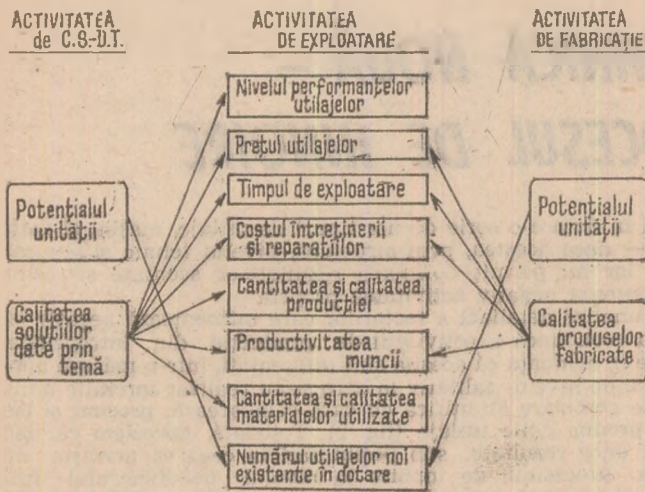 ACTIVITATEA
de C.S.-D.T.
ACTIVITATEA
DE EXPLOATARE
ACTIVITATEA
DE FABRICAȚIE
Potențialul
unității
Calitatea
soluțiilor
date prin
temă
Nivelul performanțelor
utilajelor
Prețul utilajelor
Timpul de exploatare
Costul întreținerii
și reparațiilor
Cantitatea și calitatea
producției
Productivitatea
muncii
Cantitatea și calitatea
materialelor utilizate
Numărul utilajelor noi
existente în dotare
Potențialul
unității
Calitatea
produselor
fabricate